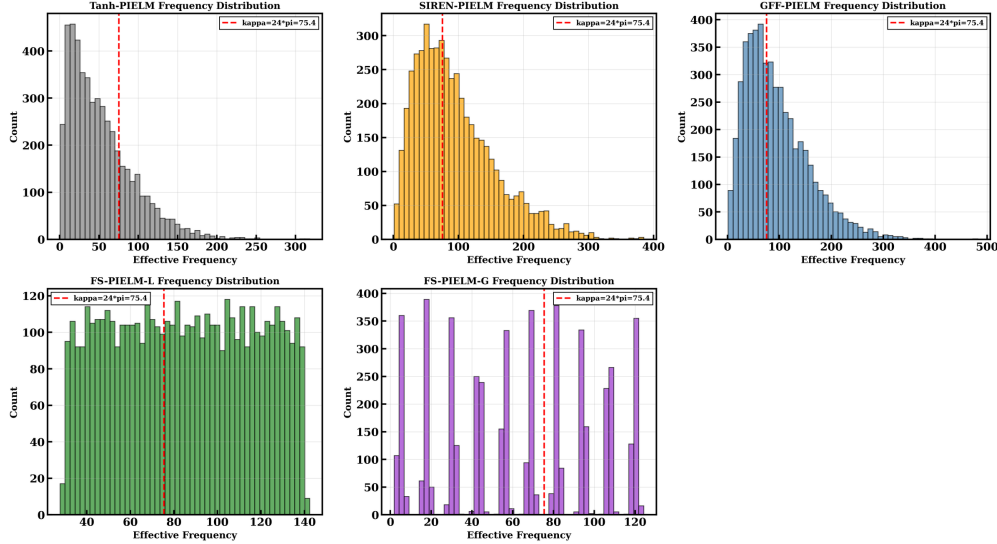 Tanh-PIELM Frequency Distribution
kappa=24*pi=75.4
Count
400
300
200
100
0
0 50 100 150 200 250 300
Effective Frequency
SIREN-PIELM Frequency Distribution
kappa=24*pi=75.4
Count
300
250
200
150
100
50
0
0 100 200 300 400
Effective Frequency
GFF-PIELM Frequency Distribution
kappa=24*pi=75.4
Count
400
350
300
250
200
150
100
50
0
0 100 200 300 400 500
Effective Frequency
FS-PIELM-L Frequency Distribution
kappa=24*pi=75.4
Count
120
100
80
60
40
20
0
40 60 80 100 120 140
Effective Frequency
FS-PIELM-G Frequency Distribution
kappa=24*pi=75.4
Count
400
350
300
250
200
150
100
50
0
0 20 40 60 80 100 120
Effective Frequency